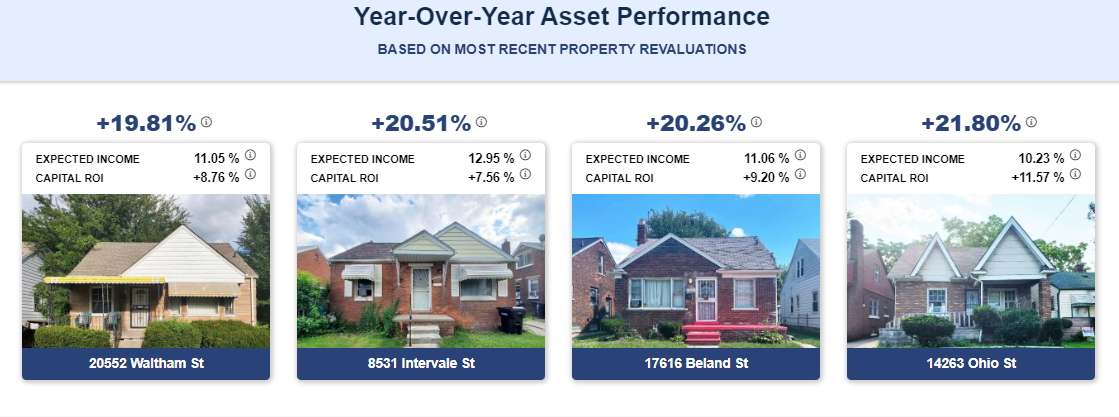 Year-Over-Year Asset Performance
BASED ON MOST RECENT PROPERTY REVALUATIONS
+19.81%
EXPECTED INCOME 11.05 %
CAPITAL ROI +8.76 %
20552 Waltham St
+20.51%
EXPECTED INCOME 12.95 %
CAPITAL ROI +7.56 %
8531 Intervale St
+20.26%
EXPECTED INCOME 11.06 %
CAPITAL ROI +9.20 %
17616 Beland St
+21.80%
EXPECTED INCOME 10.23 %
CAPITAL ROI +11.57 %
14263 Ohio St